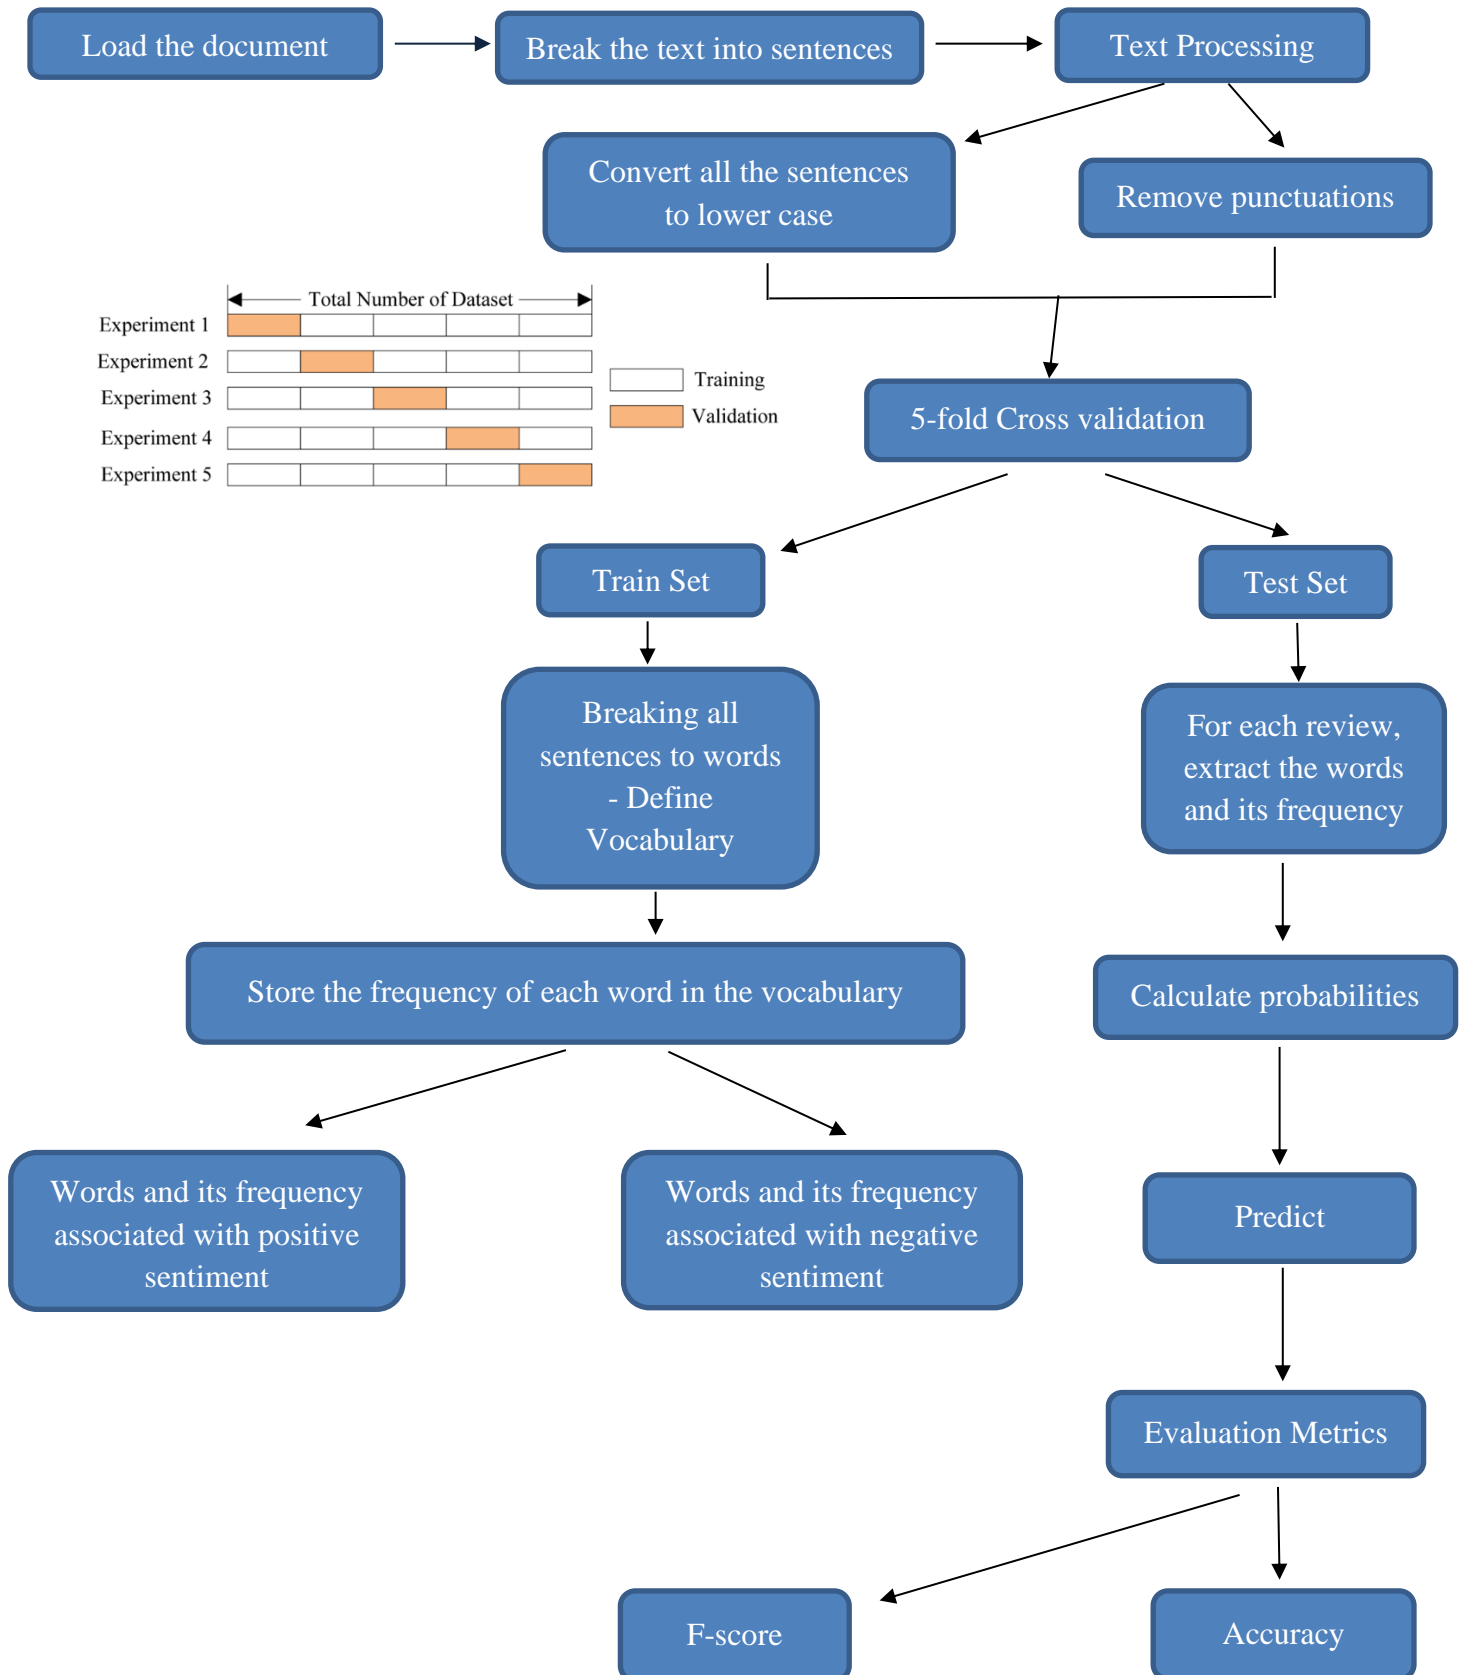 Load the document
Break the text into sentences
Text Processing
Convert all the sentences
to lower case
Remove punctuations
Total Number of Dataset
Experiment 1
Experiment 2
Experiment 3
Experiment 4
Experiment 5
Training
Validation
5-fold Cross validation
Train Set
Test Set
Breaking all
sentences to words
- Define
Vocabulary
For each review,
extract the words
and its frequency
Store the frequency of each word in the vocabulary
Calculate probabilities
Words and its frequency
associated with positive
sentiment
Words and its frequency
associated with negative
sentiment
Predict
Evaluation Metrics
F-score
Accuracy